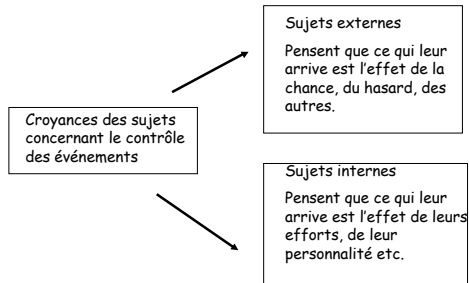 Sujets externes
Pensent que ce qui leur
arrive est l'effet de la
chance, du hasard, des
autres.
Croyances des sujets
concernant le contrôle
des événements
Sujets internes
Pensent que ce qui leur
arrive est l'effet de leurs
efforts, de leur
personnalité etc.